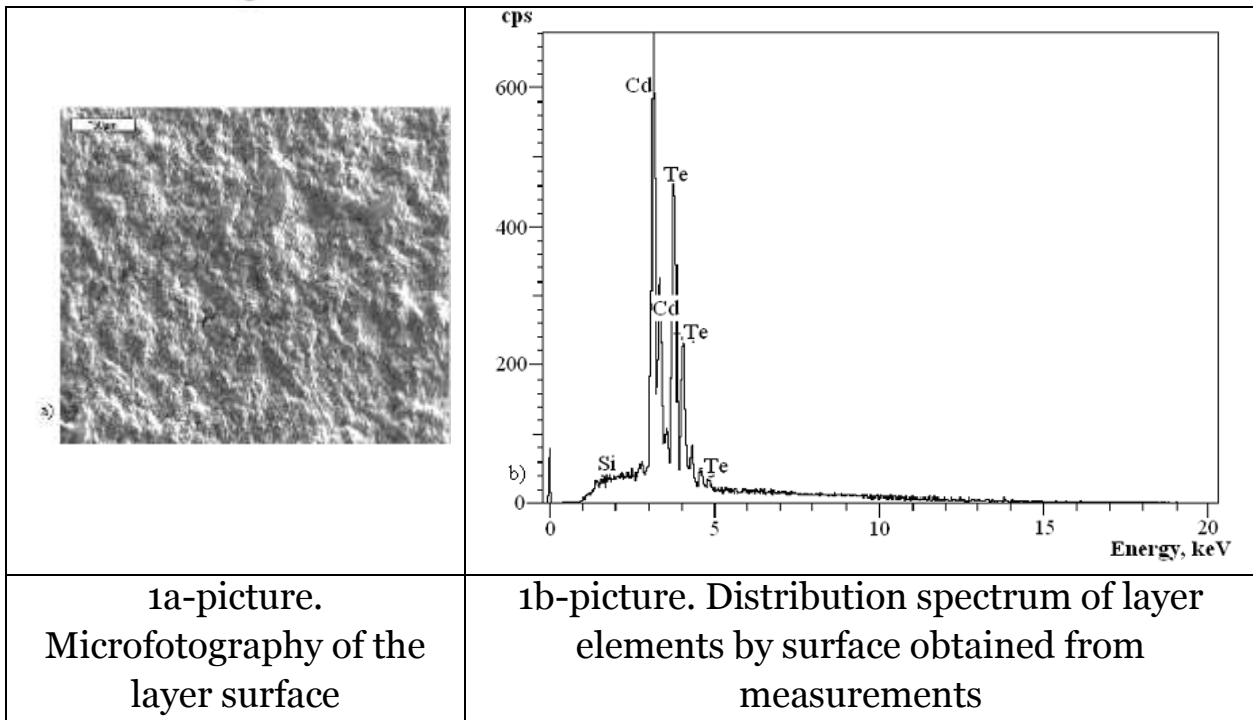 cps
600
400
200
0
Cd
Te
Cd
Te
Si
Te
a)
b)
0 5 10 15 20
Energy, keV
1a-picture.
Microfotography of the
layer surface
1b-picture. Distribution spectrum of layer
elements by surface obtained from
measurements